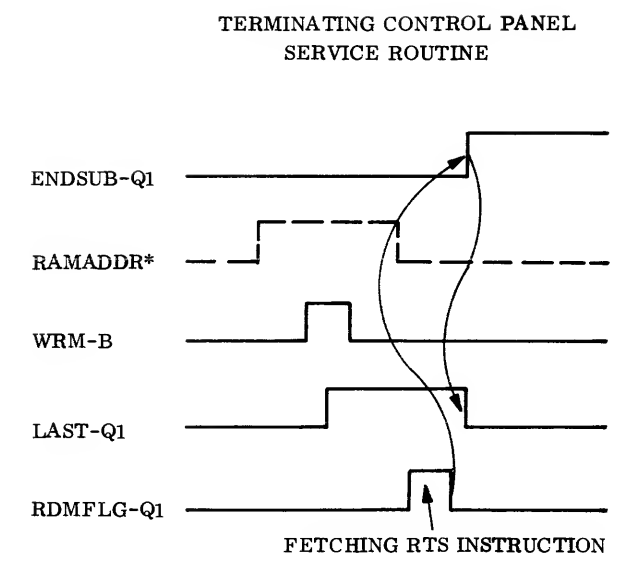 TERMINATING CONTROL PANEL
SERVICE ROUTINE
ENDSUB-Q1
RAMADDR*
WRM-B
LAST-Q1
RDMFLG-Q1
FETCHING RTS INSTRUCTION